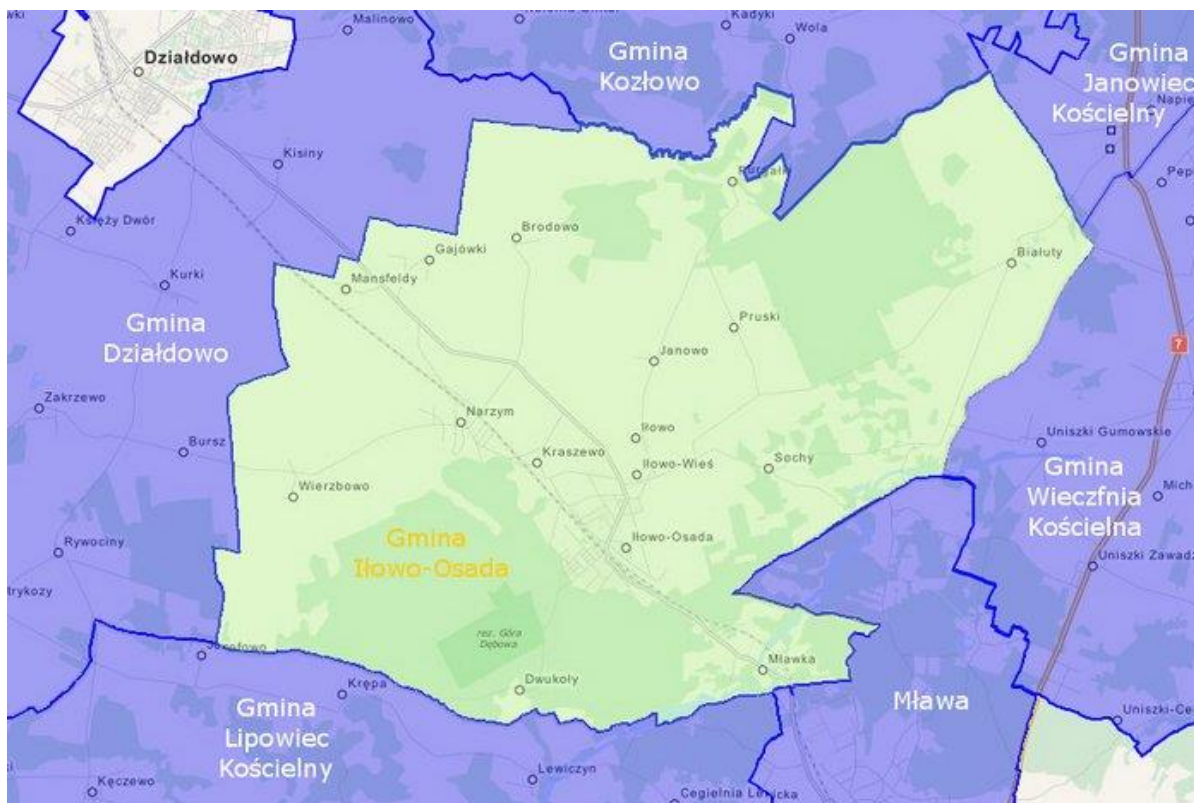 Malinowo
Kadyki
Wola
Działdowo
Gmina
Kozłowo
Gmina
Janowiec
Kościelny
Kisiny
Purgałki
Księży Dwór
Brodowo
Gajówki
Białuty
Kurki
Mansfeldy
Gmina
Działdowo
Pruski
7
Janowo
Zakrzewo
Narzym
Iłowo
Uniszki Gumowskie
Bursz
Kraszewo
Iłowo-Wieś
Sochy
Gmina
Wieczfnia
Kościelna
Wierzbowo
Gmina
Iłowo-Osada
Iłowo-Osada
Rywociny
rez. Góra
Dębowa
Mławka
Krępa
Dwukoły
Mława
Gmina
Lipowiec
Kościelny
Lewiczyn
Kęczewo